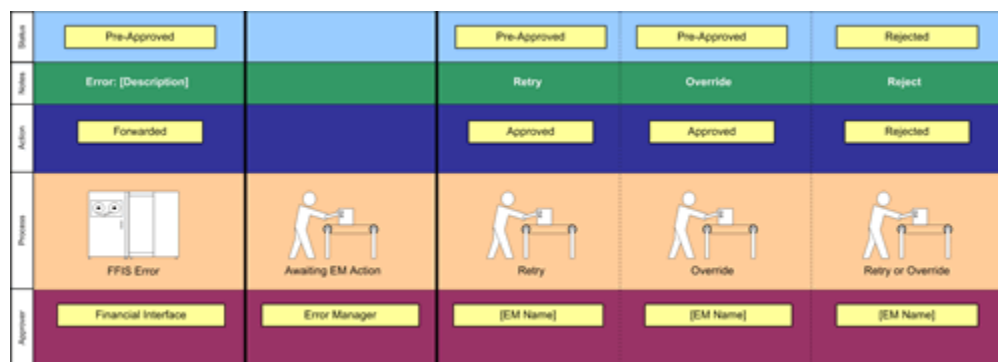 Status
Pre-Approved
Pre-Approved
Pre-Approved
Rejected
Notes
Error: [Description]
Retry
Override
Reject
Action
Forwarded
Approved
Approved
Rejected
Process
FFIS Error
Awaiting EM Action
Retry
Override
Retry or Override
Approver
Financial Interface
Error Manager
[EM Name]
[EM Name]
[EM Name]